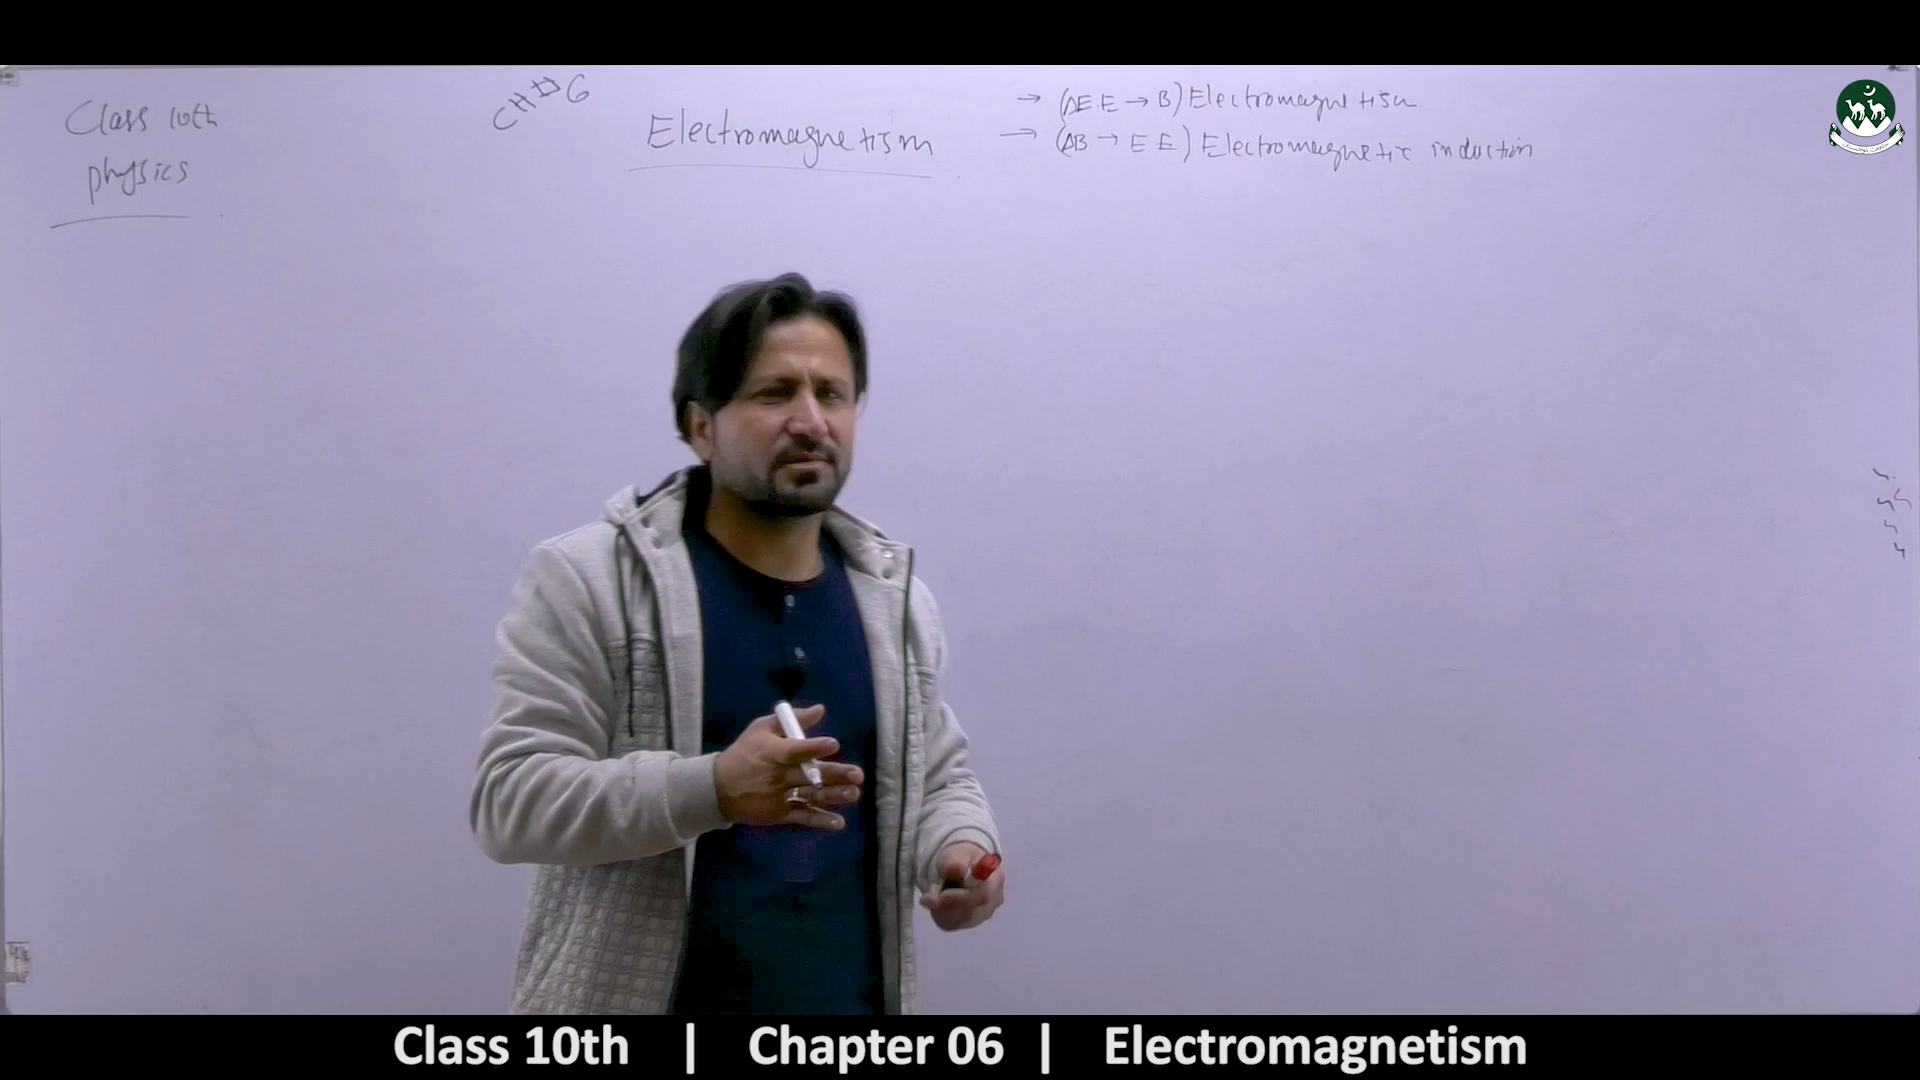 Class 10th
physics
CH # 6
Electromagnetism
→ (ΔE.E → B) Electromagnetism
→ (ΔB → E E) Electromagnetic induction
Class 10th | Chapter 06 | Electromagnetism